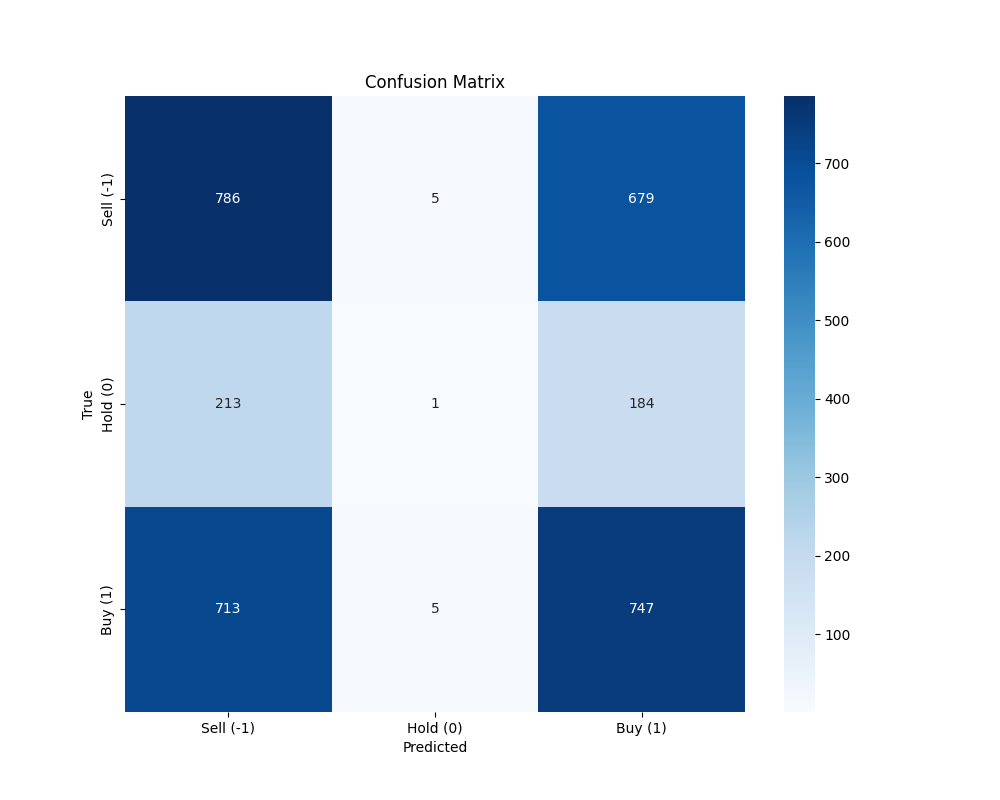 Confusion Matrix
Sell (-1)
786 5 679
Hold (0)
213 1 184
Buy (1)
713 5 747
True
Sell (-1) Hold (0) Buy (1)
Predicted
700
600
500
400
300
200
100